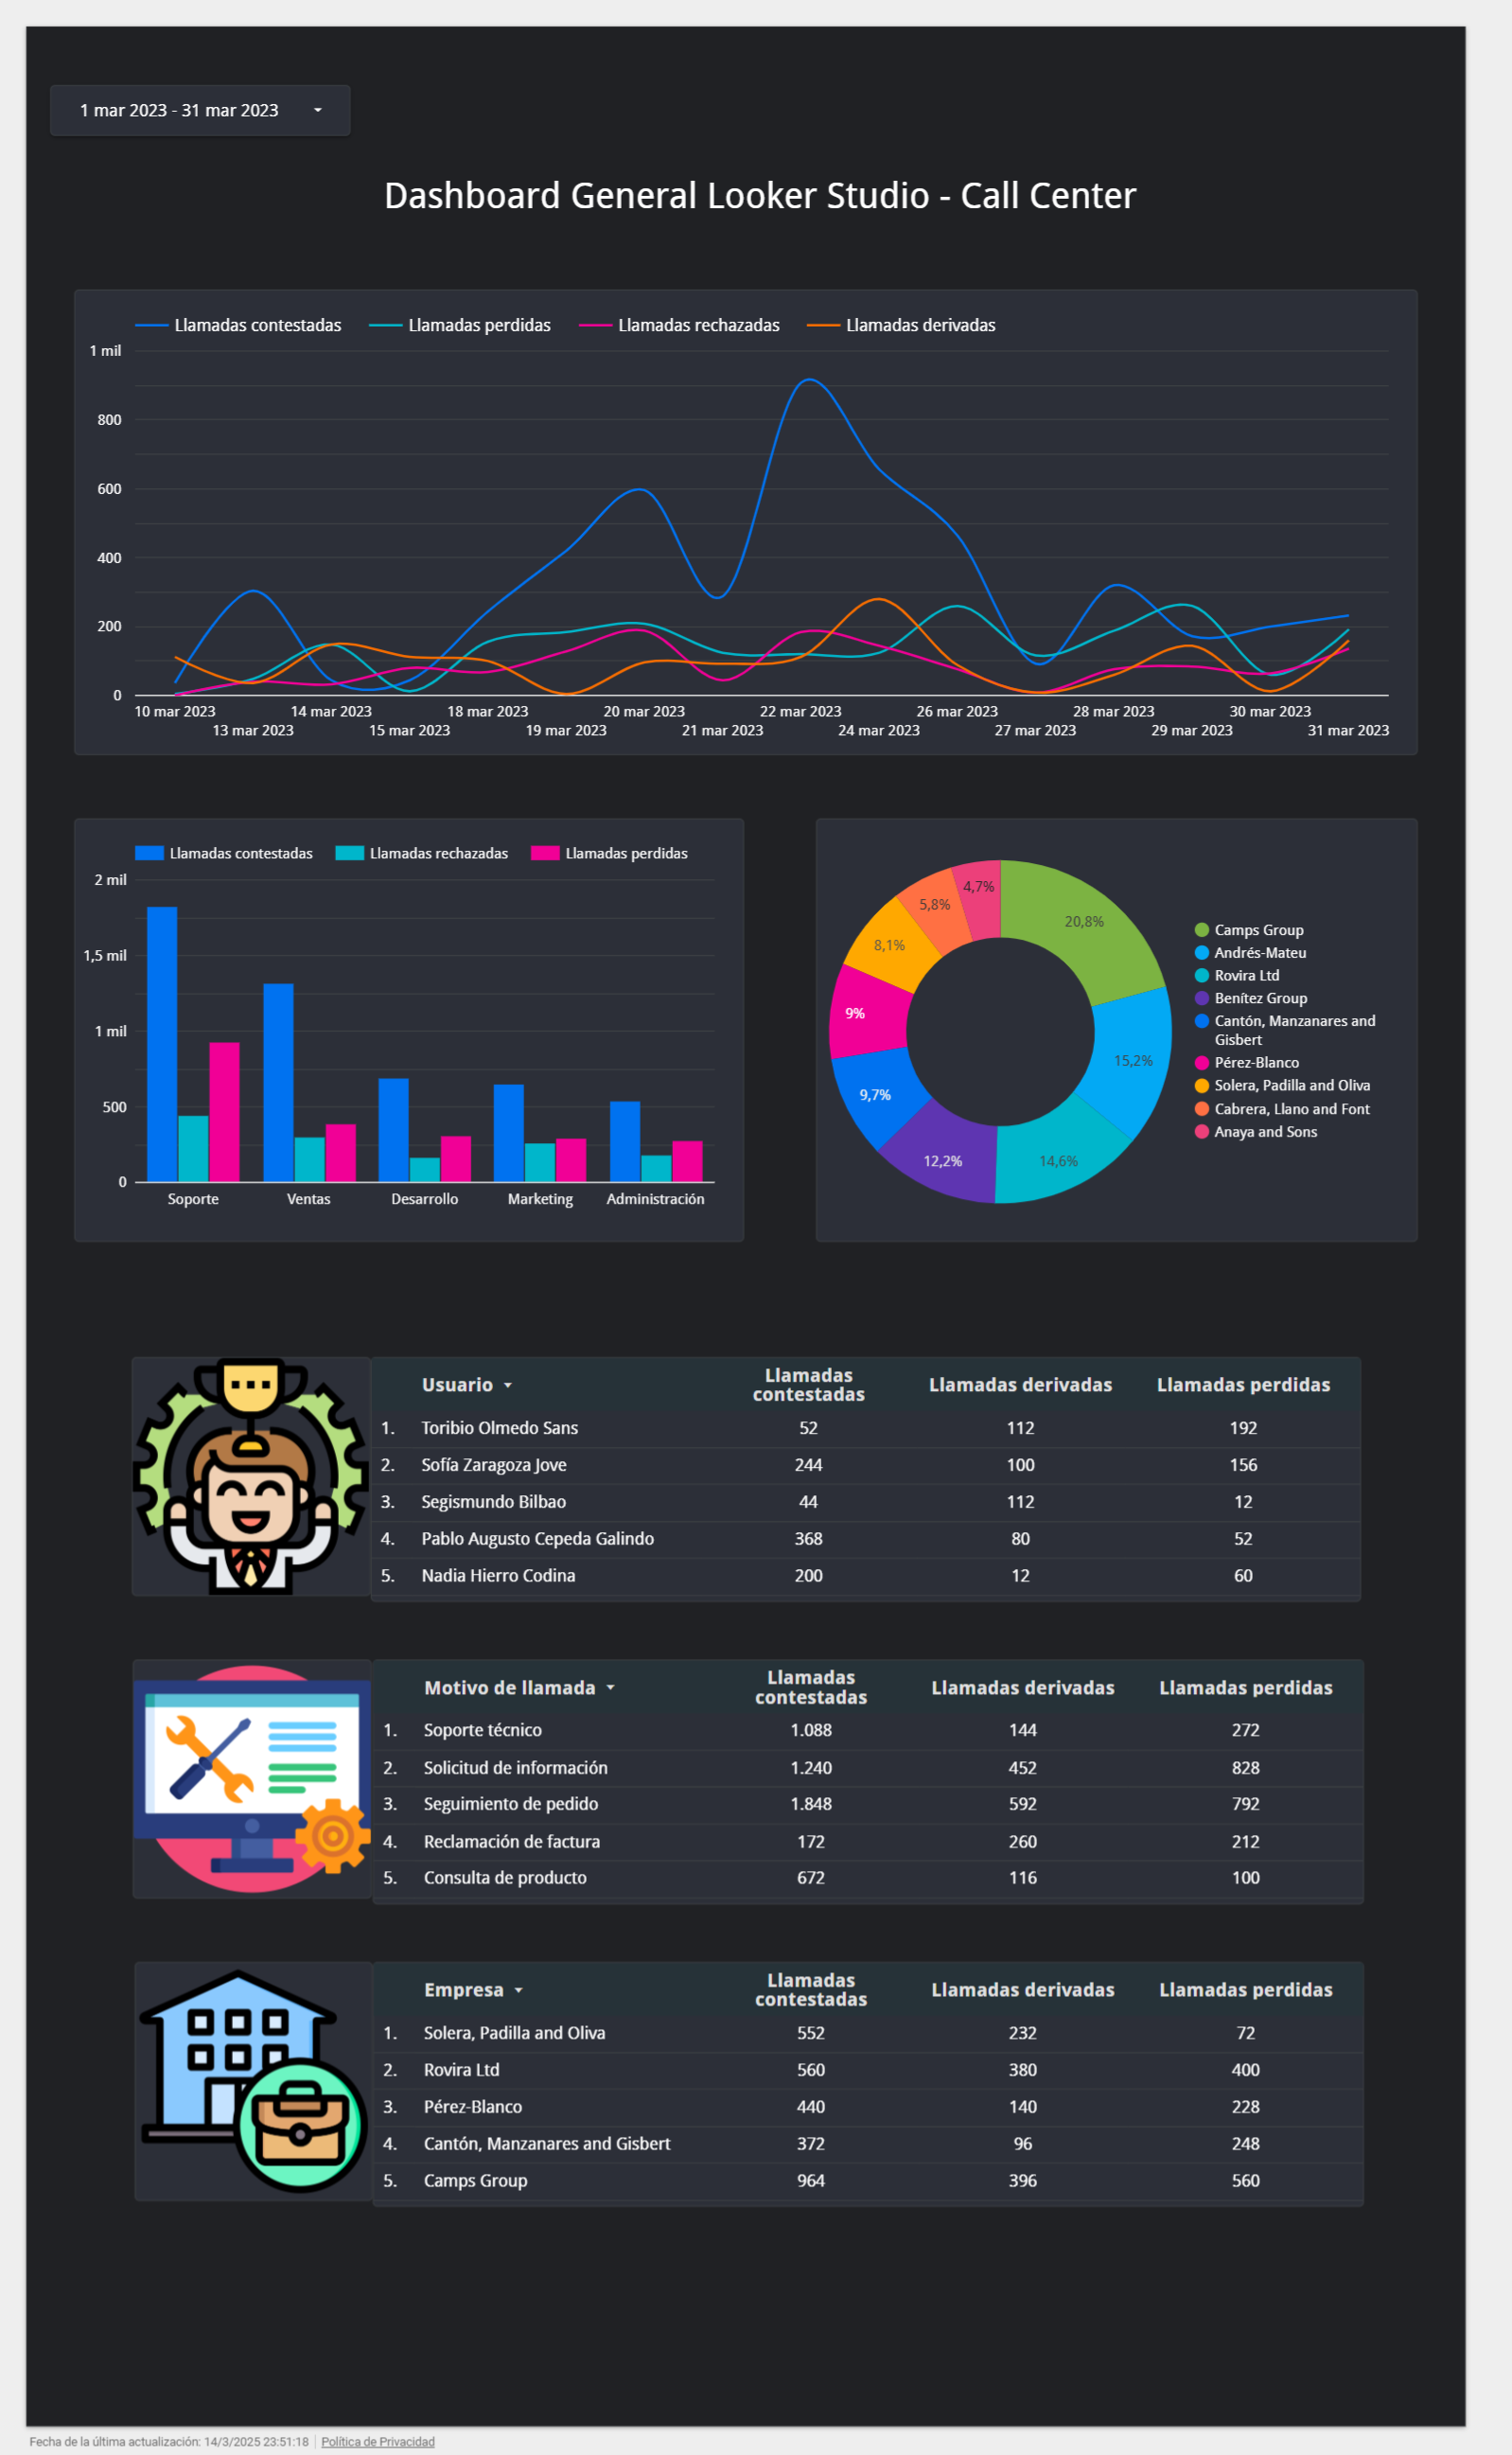 1 mar 2023 - 31 mar 2023
Dashboard General Looker Studio - Call Center
Llamadas contestadas Llamadas perdidas Llamadas rechazadas Llamadas derivadas
1 mil
800
600
400
200
0
10 mar 2023 14 mar 2023 18 mar 2023 20 mar 2023 22 mar 2023 26 mar 2023 28 mar 2023 30 mar 2023
13 mar 2023 15 mar 2023 19 mar 2023 21 mar 2023 24 mar 2023 27 mar 2023 29 mar 2023 31 mar 2023
Llamadas contestadas Llamadas rechazadas Llamadas perdidas
2 mil
1,5 mil
1 mil
500
0
Soporte Ventas Desarrollo Marketing Administración
4,7%
5,8%
20,8%
8,1%
9%
15,2%
9,7%
12,2%
14,6%
Camps Group
Andrés-Mateu
Rovira Ltd
Benítez Group
Cantón, Manzanares and
Gisbert
Pérez-Blanco
Solera, Padilla and Oliva
Cabrera, Llano and Font
Anaya and Sons
Usuario Llamadas contestadas Llamadas derivadas Llamadas perdidas
1. Toribio Olmedo Sans 52 112 192
2. Sofía Zaragoza Jove 244 100 156
3. Segismundo Bilbao 44 112 12
4. Pablo Augusto Cepeda Galindo 368 80 52
5. Nadia Hierro Codina 200 12 60
Motivo de llamada Llamadas contestadas Llamadas derivadas Llamadas perdidas
1. Soporte técnico 1.088 144 272
2. Solicitud de información 1.240 452 828
3. Seguimiento de pedido 1.848 592 792
4. Reclamación de factura 172 260 212
5. Consulta de producto 672 116 100
Empresa Llamadas contestadas Llamadas derivadas Llamadas perdidas
1. Solera, Padilla and Oliva 552 232 72
2. Rovira Ltd 560 380 400
3. Pérez-Blanco 440 140 228
4. Cantón, Manzanares and Gisbert 372 96 248
5. Camps Group 964 396 560
Fecha de la última actualización: 14/3/2025 23:51:18 Política de Privacidad